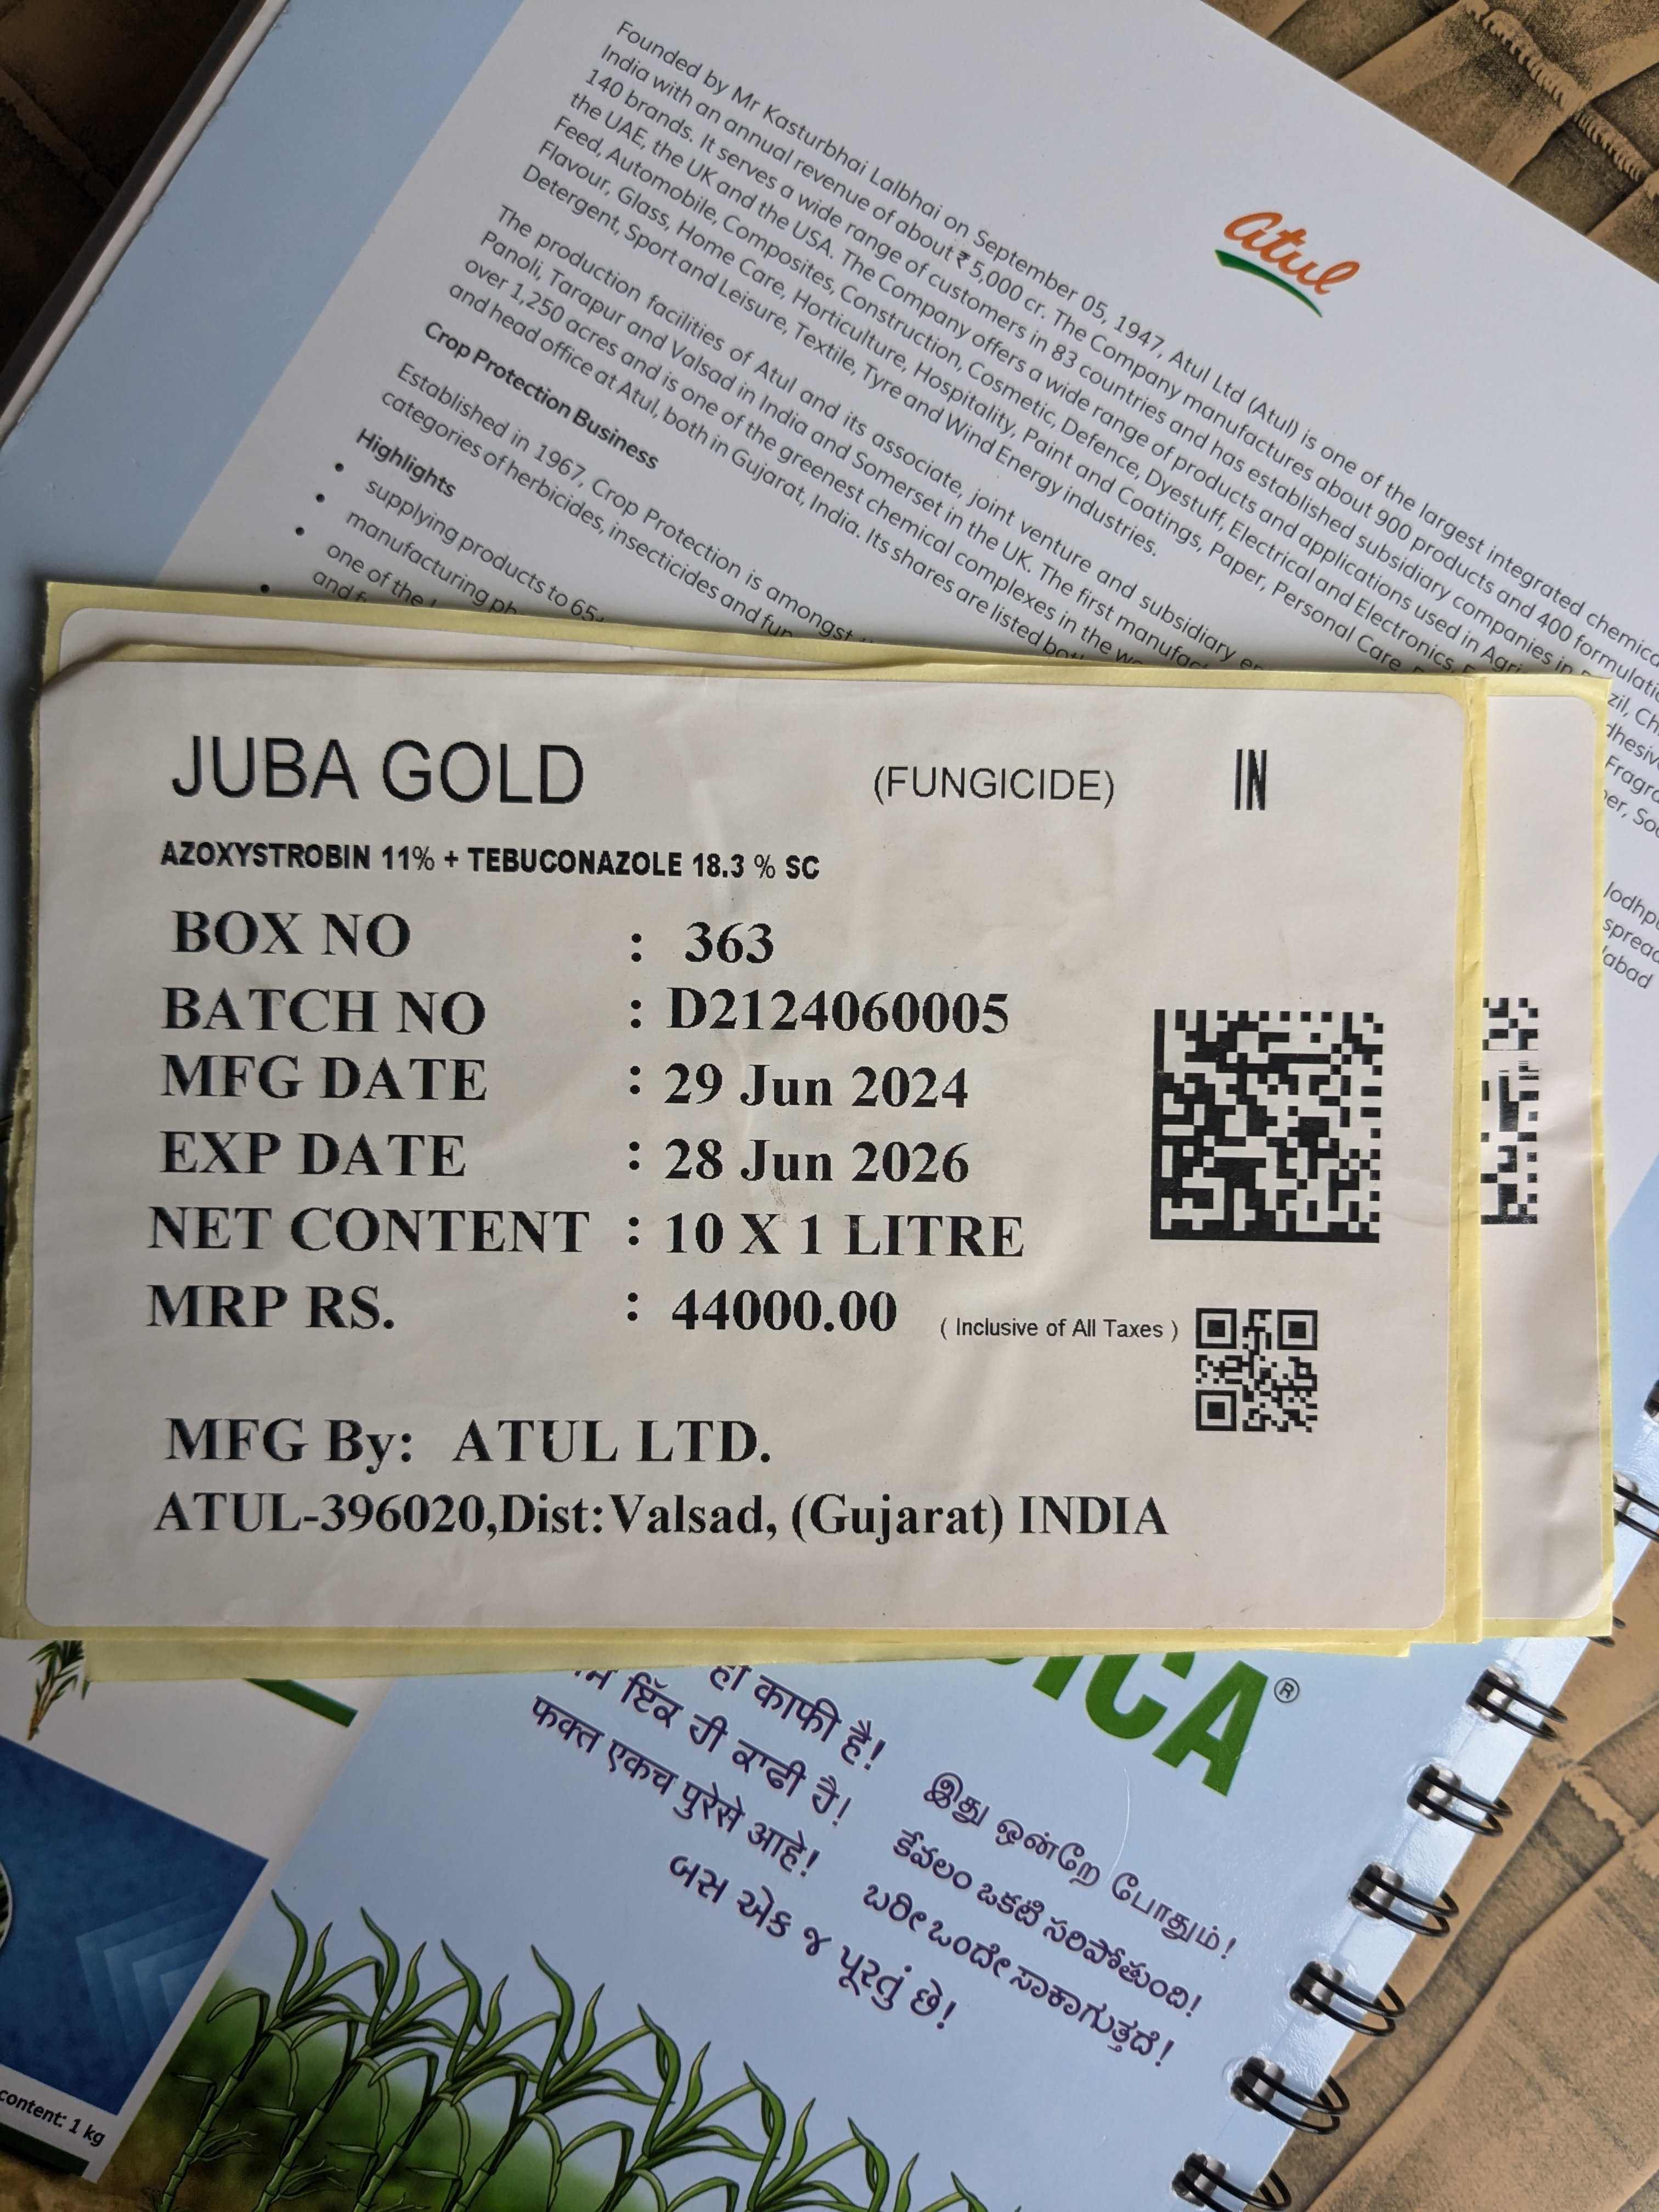 Founded by Mr Kasturbhai Lalbhai on September 05, 1947, Atul Ltd (Atul) is one of the largest integrated
India with an annual revenue of about ₹ 5,000 cr. The Company manufactures about 900 products and 400
140 brands. It serves a wide range of customers in 83 countries and has established subsidiary companies in
the UAE, the UK and the USA. The Company offers a wide range of products and applications used in
Feed, Automobile, Composites, Construction, Cosmetic, Defence, Dyestuff, Electrical and Electronics,
Flavour, Glass, Home Care, Horticulture, Hospitality, Paint and Coatings, Paper, Personal Care,
Detergent, Sport and Leisure, Textile, Tyre and Wind Energy industries.
The production facilities of Atul and its associate, joint venture and subsidiary
Panoli, Tarapur and Valsad in India and Somerset in the UK. The first
over 1,250 acres and is one of the greenest chemical complexes in the
and head office at Atul, both in Gujarat, India. Its shares are listed
Crop Protection Business
Established in 1967, Crop Protection is amongst
categories of herbicides, insecticides and
Highlights
supplying products to
manufacturing
one of the
and
atul
JUBA GOLD (FUNGICIDE) IN
AZOXYSTROBIN 11% + TEBUCONAZOLE 18.3 % SC
BOX NO : 363
BATCH NO : D2124060005
MFG DATE : 29 Jun 2024
EXP DATE : 28 Jun 2026
NET CONTENT : 10 X 1 LITRE
MRP RS. : 44000.00 ( Inclusive of All Taxes )
MFG By: ATUL LTD.
ATUL-396020,Dist:Valsad, (Gujarat) INDIA
®
ही काफी है!
ਇੱਕ ਹੀ ਕਾਫੀ ਹੈ!
फक्त एकच पुरेसे आहे!
બસ એક જ પૂરતું છે!
இது ஒன்றே போதும்!
కేవలం ఒకటి సరిపోతుంది!
ಬರೀ ಒಂದೇ ಸಾಕಾಗುತ್ತದೆ!
content: 1 kg